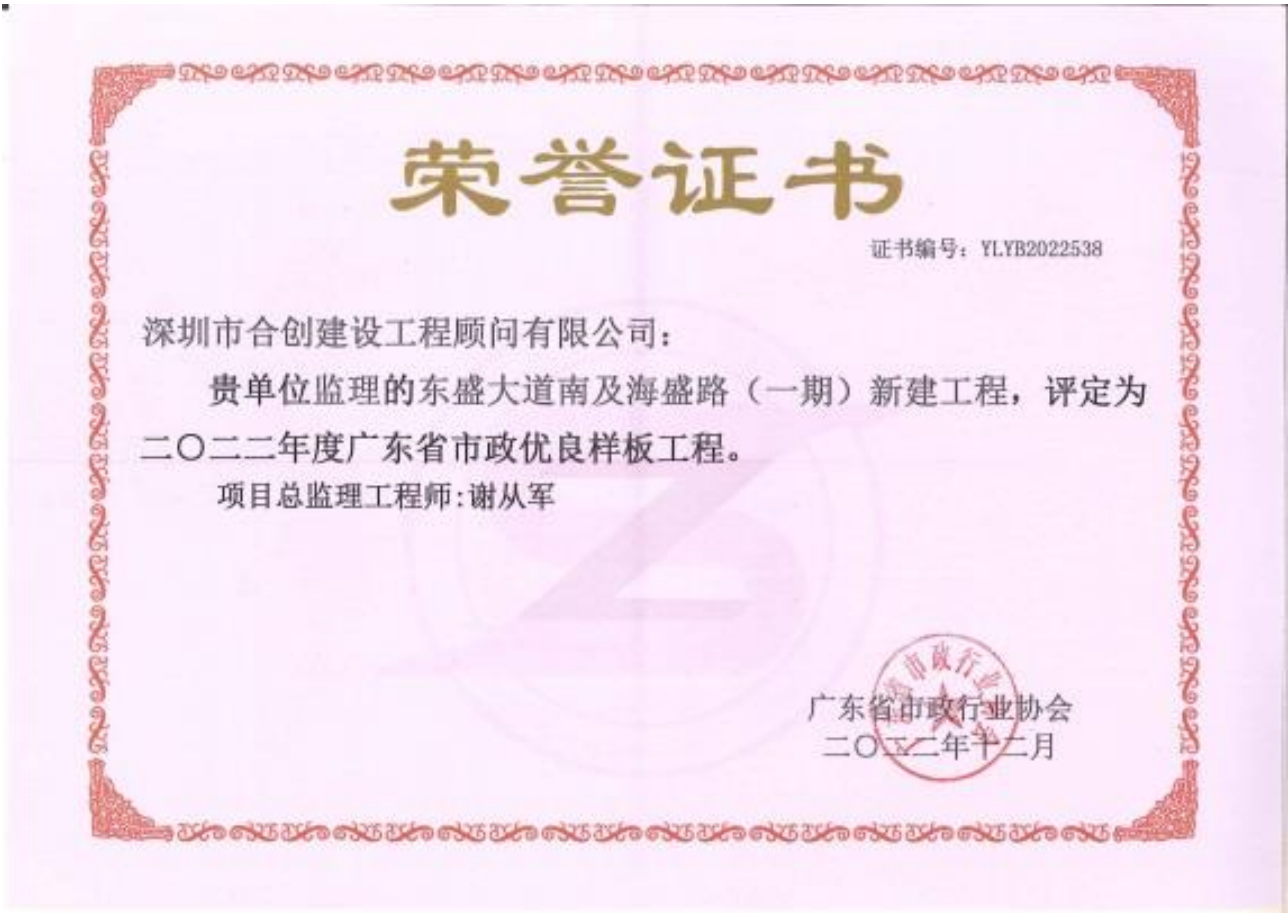 荣誉证书
证书编号：YLYB2022538
深圳市合创建设工程顾问有限公司：
贵单位监理的东盛大道南及海盛路（一期）新建工程，评定为
二〇二二年度广东省市政优良样板工程。
项目总监理工程师:谢从军
广东省市政行业协会
二〇二二年十二月